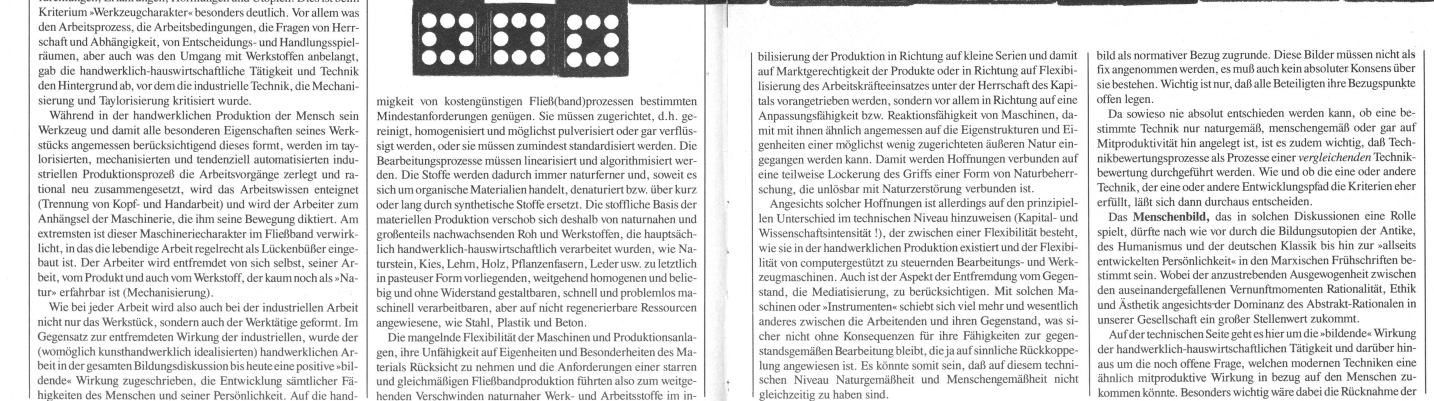 Kriterium »Werkzeugcharakter« besonders deutlich. Vor allem was
den Arbeitsprozess, die Arbeitsbedingungen, die Fragen von Herr-
schaft und Abhängigkeit, von Entscheidungs- und Handlungsspiel-
räumen, aber auch was den Umgang mit Werkstoffen anbelangt,
gab die handwerklich-hauswirtschaftliche Tätigkeit und Technik
den Hintergrund ab, vor dem die industrielle Technik, die Mechani-
sierung und Taylorisierung kritisiert wurde.
Während in der handwerklichen Produktion der Mensch sein
Werkzeug und damit alle besonderen Eigenschaften seines Werk-
stücks angemessen berücksichtigend dieses formt, werden im tay-
lorisierten, mechanisierten und tendenziell automatisierten indu-
striellen Produktionsprozeß die Arbeitsvorgänge zerlegt und ra-
tional neu zusammengesetzt, wird das Arbeitswissen enteignet
(Trennung von Kopf- und Handarbeit) und wird der Arbeiter zum
Anhängsel der Maschinerie, die ihm seine Bewegung diktiert. Am
extremsten ist dieser Maschineriecharakter im Fließband verwirk-
licht, in das die lebendige Arbeit regelrecht als Lückenbüßer einge-
baut ist. Der Arbeiter wird entfremdet von sich selbst, seiner Ar-
beit, vom Produkt und auch vom Werkstoff, der kaum noch als »Na-
tur» erfahrbar ist (Mechanisierung).
Wie bei jeder Arbeit wird also auch bei der industriellen Arbeit
nicht nur das Werkstück, sondern auch der Werktätige geformt. Im
Gegensatz zur entfremdeten Wirkung der industriellen, wurde der
(womöglich kunsthandwerklich idealisierten) handwerklichen Ar-
beit in der gesamten Bildungsdiskussion bis heute eine positive »bil-
dende« Wirkung zugeschrieben, die Entwicklung sämtlicher Fä-
higkeiten des Menschen und seiner Persönlichkeit. Auf die hand-
migkeit von kostengünstigen Fließ(band)prozessen bestimmten
Mindestanforderungen genügen. Sie müssen zugerichtet, d.h. ge-
reinigt, homogenisiert und möglichst pulverisiert oder gar verflüs-
sigt werden, oder sie müssen zumindest standardisiert werden. Die
Bearbeitungsprozesse müssen linearisiert und algorithmisiert wer-
den. Die Stoffe werden dadurch immer naturferner und, soweit es
sich um organische Materialien handelt, denaturiert bzw. über kurz
oder lang durch synthetische Stoffe ersetzt. Die stoffliche Basis der
materiellen Produktion verschob sich deshalb von naturnahen und
großenteils nachwachsenden Roh und Werkstoffen, die hauptsäch-
lich handwerklich-hauswirtschaftlich verarbeitet wurden, wie Na-
turstein, Kies, Lehm, Holz, Pflanzenfasern, Leder usw. zu letztlich
in pasteuser Form vorliegenden, weitgehend homogenen und belie-
big und ohne Widerstand gestaltbaren, schnell und problemlos ma-
schinell verarbeitbaren, aber auf nicht regenerierbare Ressourcen
angewiesene, wie Stahl, Plastik und Beton.
Die mangelnde Flexibilität der Maschinen und Produktionsanla-
gen, ihre Unfähigkeit auf Eigenheiten und Besonderheiten des Ma-
terials Rücksicht zu nehmen und die Anforderungen einer starren
und gleichmäßigen Fließbandproduktion führten also zum weitge-
henden Verschwinden naturnaher Werk- und Arbeitsstoffe im in-
bilisierung der Produktion in Richtung auf kleine Serien und damit
auf Marktgerechtigkeit der Produkte oder in Richtung auf Flexibi-
lisierung des Arbeitskräfteeinsatzes unter der Herrschaft des Kapi-
tals vorangetrieben werden, sondern vor allem in Richtung auf eine
Anpassungsfähigkeit bzw. Reaktionsfähigkeit von Maschinen, da-
mit mit ihnen ähnlich angemessen auf die Eigenstrukturen und Ei-
genheiten einer möglichst wenig zugerichteten äußeren Natur ein-
gegangen werden kann. Damit werden Hoffnungen verbunden auf
eine teilweise Lockerung des Griffs einer Form von Naturbeherr-
schung, die unlösbar mit Naturzerstörung verbunden ist.
Angesichts solcher Hoffnungen ist allerdings auf den prinzipiel-
len Unterschied im technischen Niveau hinzuweisen (Kapital- und
Wissenschaftsintensität !), der zwischen einer Flexibilität besteht,
wie sie in der handwerklichen Produktion existiert und der Flexibi-
lität von computergestützt zu steuernden Bearbeitungs- und Werk-
zeugmaschinen. Auch ist der Aspekt der Entfremdung vom Gegen-
stand, die Mediatisierung, zu berücksichtigen. Mit solchen Ma-
schinen oder »Instrumenten« schiebt sich viel mehr und wesentlich
anderes zwischen die Arbeitenden und ihren Gegenstand, was si-
cher nicht ohne Konsequenzen für ihre Fähigkeiten zur gegen-
standsgemäßen Bearbeitung bleibt, die ja auf sinnliche Rückkoppe-
lung angewiesen ist. Es könnte somit sein, daß auf diesem techni-
schen Niveau Naturgemäßheit und Menschengemäßheit nicht
gleichzeitig zu haben sind.
bild als normativer Bezug zugrunde. Diese Bilder müssen nicht als
fix angenommen werden, es muß auch kein absoluter Konsens über
sie bestehen. Wichtig ist nur, daß alle Beteiligten ihre Bezugspunkte
offen legen.
Da sowieso nie absolut entschieden werden kann, ob eine be-
stimmte Technik nur naturgemäß, menschengemäß oder gar auf
Mitproduktivität hin angelegt ist, ist es zudem wichtig, daß Tech-
nikbewertungsprozesse als Prozesse einer vergleichenden Technik-
bewertung durchgeführt werden. Wie und ob die eine oder andere
Technik, der eine oder andere Entwicklungspfad die Kriterien eher
erfüllt, läßt sich dann durchaus entscheiden.
Das Menschenbild, das in solchen Diskussionen eine Rolle
spielt, dürfte nach wie vor durch die Bildungsutopien der Antike,
des Humanismus und der deutschen Klassik bis hin zur »allseits
entwickelten Persönlichkeit« in den Marxschen Frühschriften be-
stimmt sein. Wobei der anzustrebenden Ausgewogenheit zwischen
den auseinandergefallenen Vernunftmomenten Rationalität, Ethik
und Ästhetik angesichts der Dominanz des Abstrakt-Rationalen in
unserer Gesellschaft ein großer Stellenwert zukommt.
Auf der technischen Seite geht es hier um die »bildende« Wirkung
der handwerklich-hauswirtschaftlichen Tätigkeit und darüber hin-
aus um die noch offene Frage, welchen modernen Techniken eine
ähnlich mitproduktive Wirkung in bezug auf den Menschen zu-
kommen könnte. Besonders wichtig wäre dabei die Rücknahme der